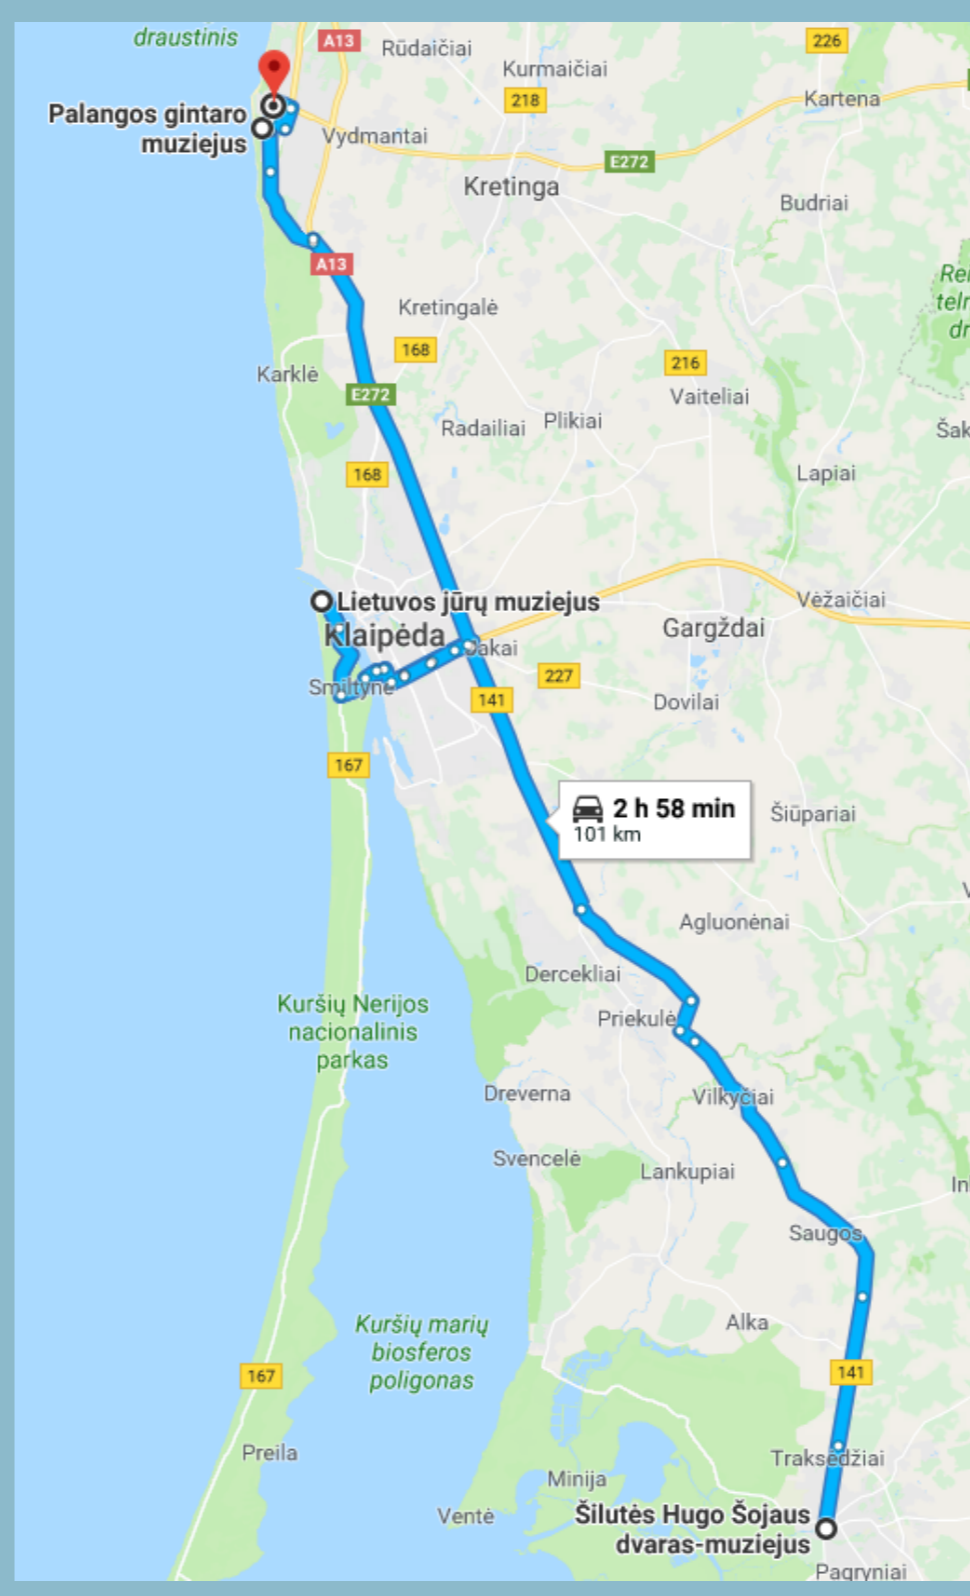 draustinis
A13
Rūdaičiai
226
Kurmaičiai
218
Kartena
Palangos gintaro
muziejus
Vydmantai
E272
Kretinga
Budriai
A13
Kretingalė
168
216
Karklė
E272
Vaiteliai
Radailiai
Plikiai
168
Lapiai
Lietuvos jūrų muziejus
Vėžaičiai
Klaipėda
Gargždai
Jakai
227
Smiltynė
141
Dovilai
167
2 h 58 min
101 km
Šiūpariai
Agluonėnai
Dercekliai
Kuršių Nerijos
nacionalinis
parkas
Priekulė
Dreverna
Vilkyčiai
Svencelė
Lankupiai
Saugos
Kuršių marių
biosferos
poligonas
Alka
167
141
Preila
Traksėdžiai
Minija
Ventė
Šilutės Hugo Šojaus
dvaras-muziejus
Pagryniai